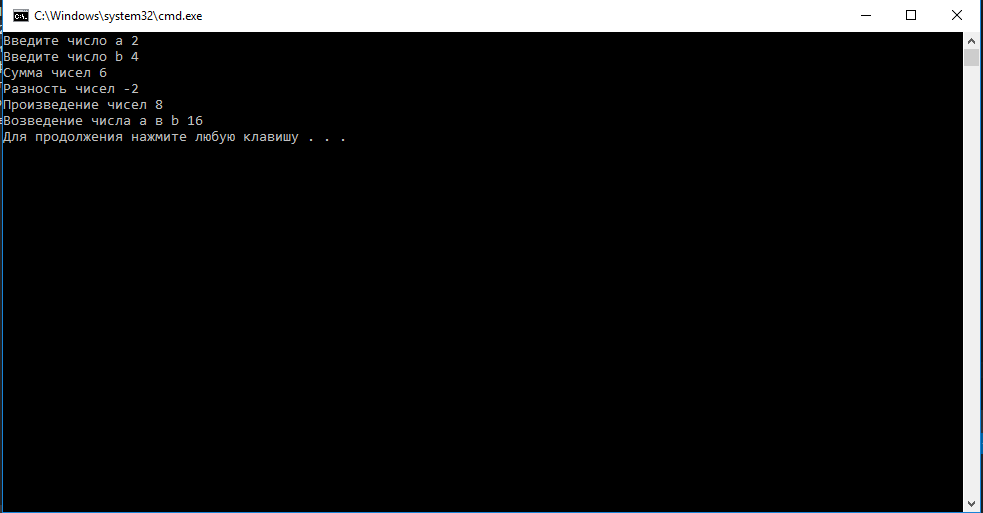 C:\Windows\system32\cmd.exe
Введите число a 2
Введите число b 4
Сумма чисел 6
Разность чисел -2
Произведение чисел 8
Возведение числа a в b 16
Для продолжения нажмите любую клавишу . . .